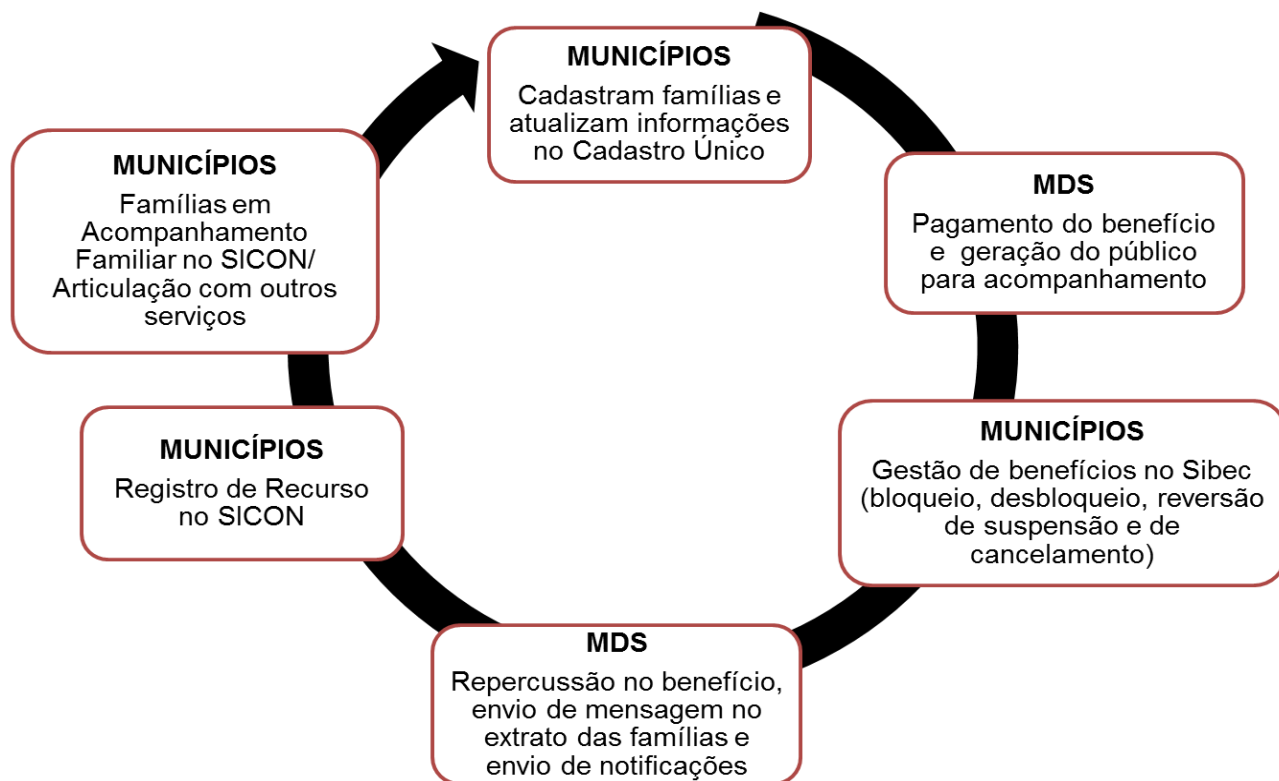 MUNICÍPIOS
Cadastram famílias e
atualizam informações
no Cadastro Único
MDS
Pagamento do benefício
e geração do público
para acompanhamento
MUNICÍPIOS
Gestão de benefícios no Sibec
(bloqueio, desbloqueio, reversão
de suspensão e de
cancelamento)
MDS
Repercussão no benefício,
envio de mensagem no
extrato das famílias e
envio de notificações
MUNICÍPIOS
Registro de Recurso
no SICON
MUNICÍPIOS
Famílias em
Acompanhamento
Familiar no SICON/
Articulação com outros
serviços